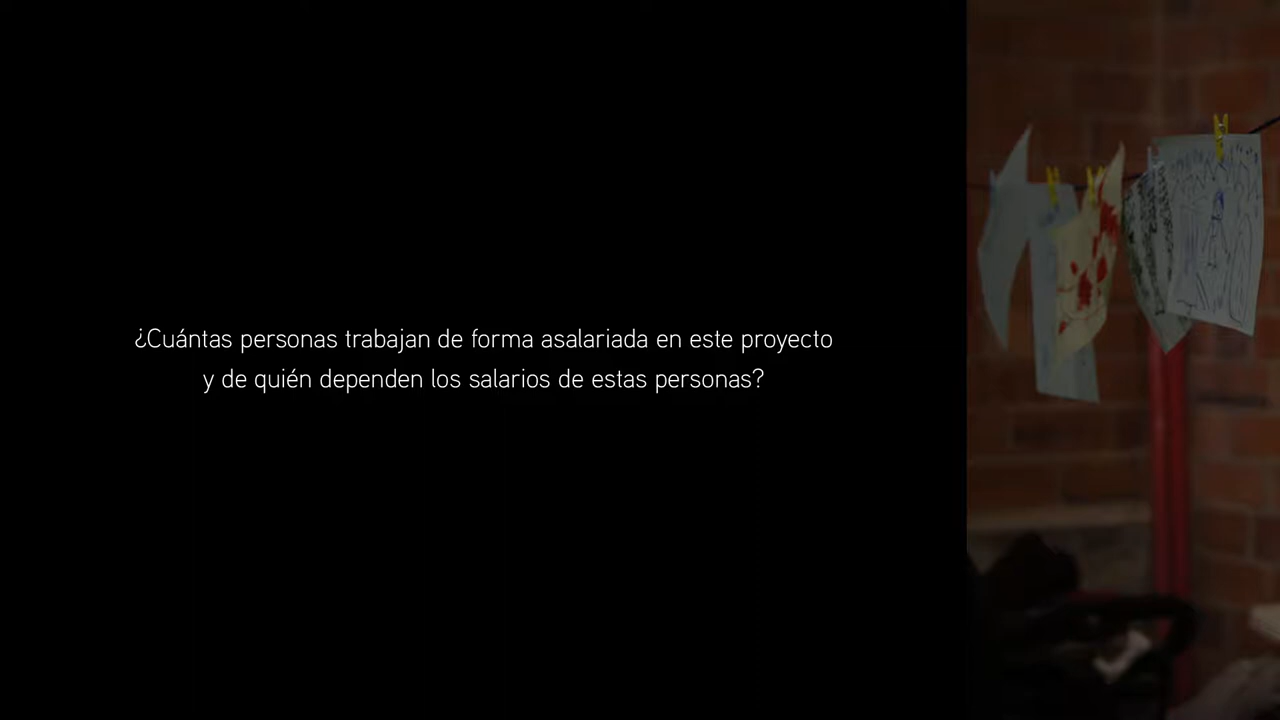 ¿Cuántas personas trabajan de forma asalariada en este proyecto
y de quién dependen los salarios de estas personas?